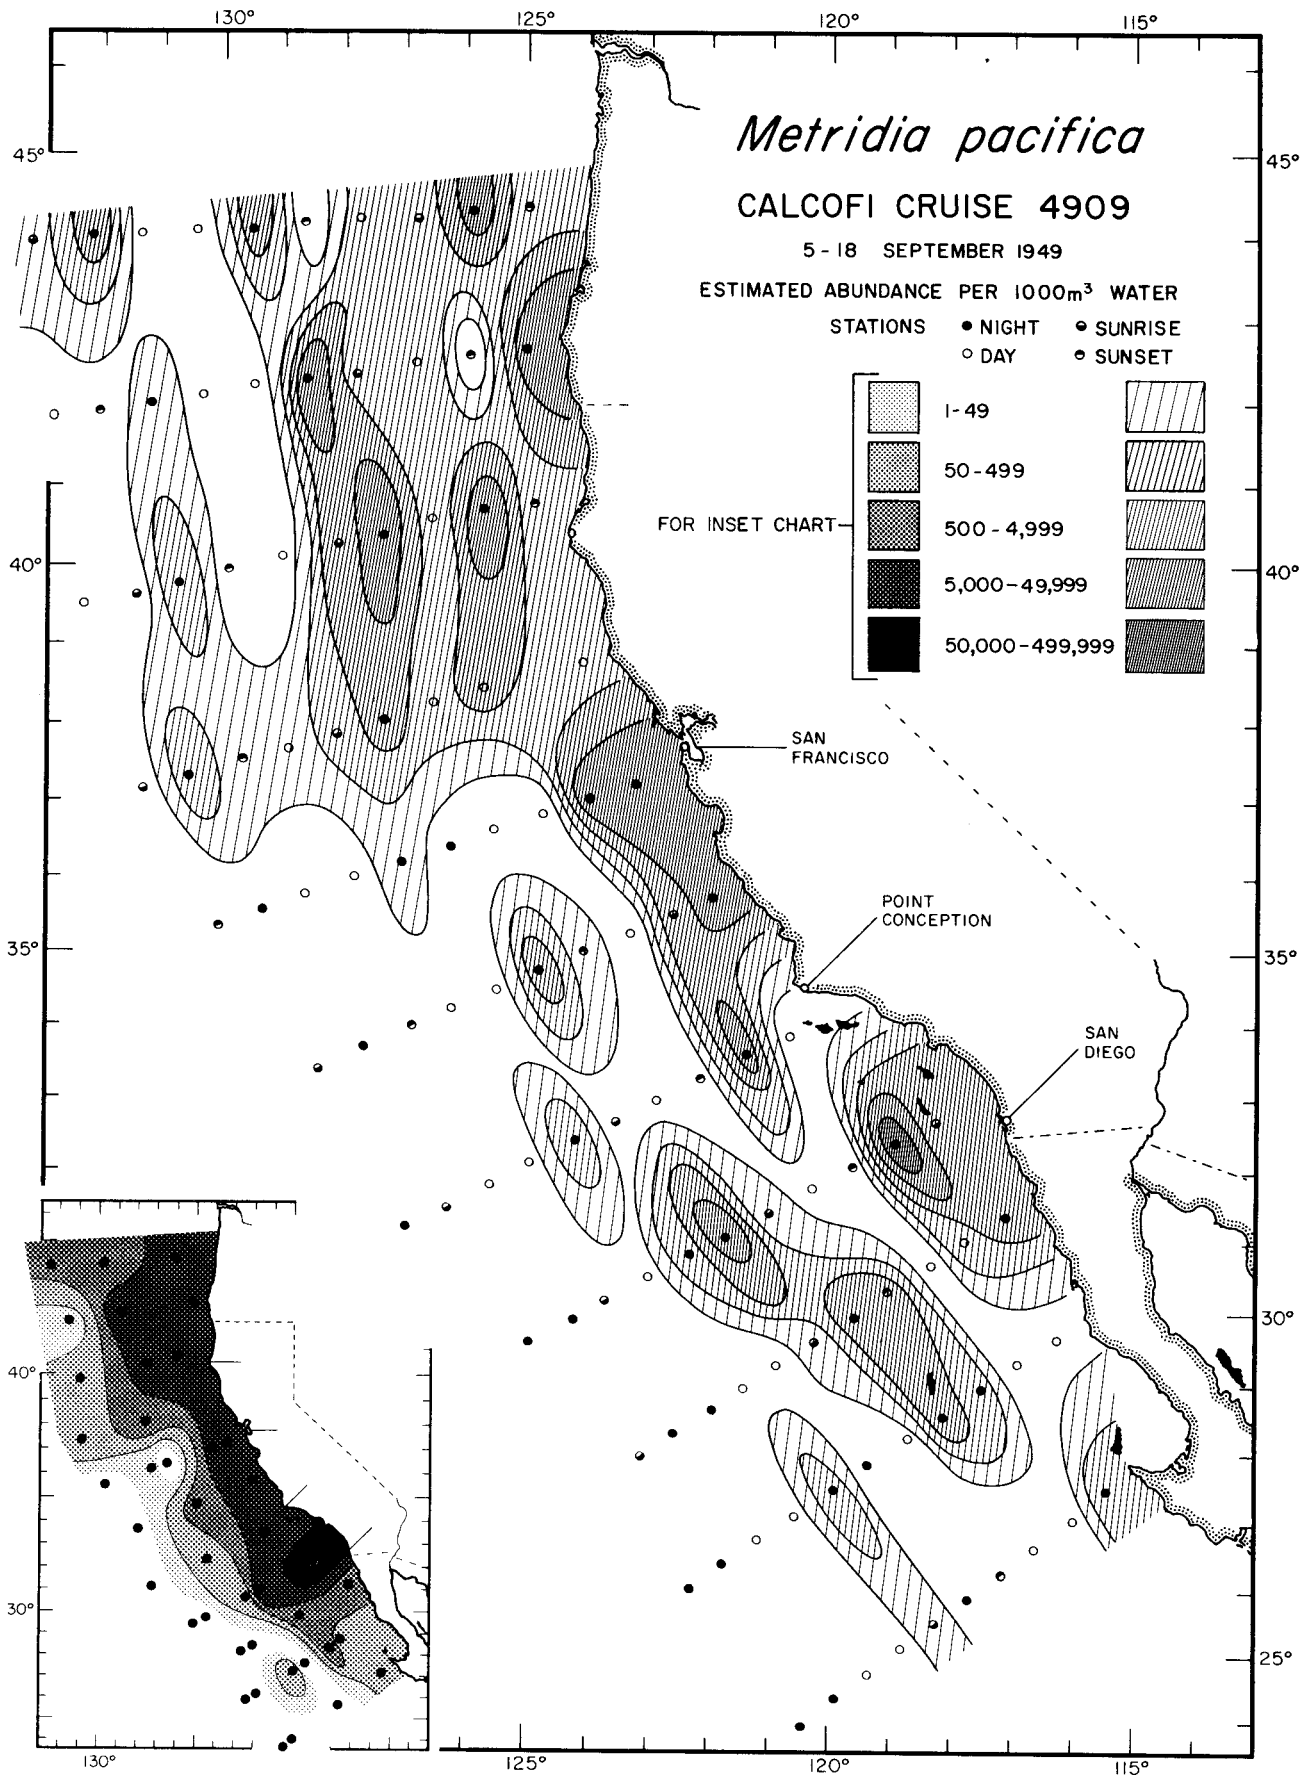 130° 125° 120° 115°
45° 45°
Metridia pacifica
CALCOFI CRUISE 4909
5-18 SEPTEMBER 1949
ESTIMATED ABUNDANCE PER 1000m³ WATER
STATIONS ● NIGHT ◓ SUNRISE
○ DAY ◓ SUNSET
1-49
50-499
FOR INSET CHART
500-4,999
5,000-49,999
50,000-499,999
40° 40°
SAN
FRANCISCO
POINT
CONCEPTION
35° 35°
SAN
DIEGO
30°
40°
30°
25°
130° 125° 120° 115°